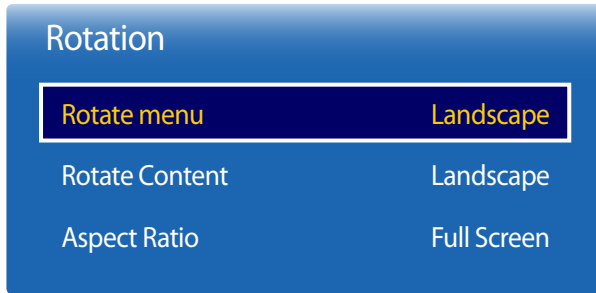 Rotation
Rotate menu Landscape
Rotate Content Landscape
Aspect Ratio Full Screen